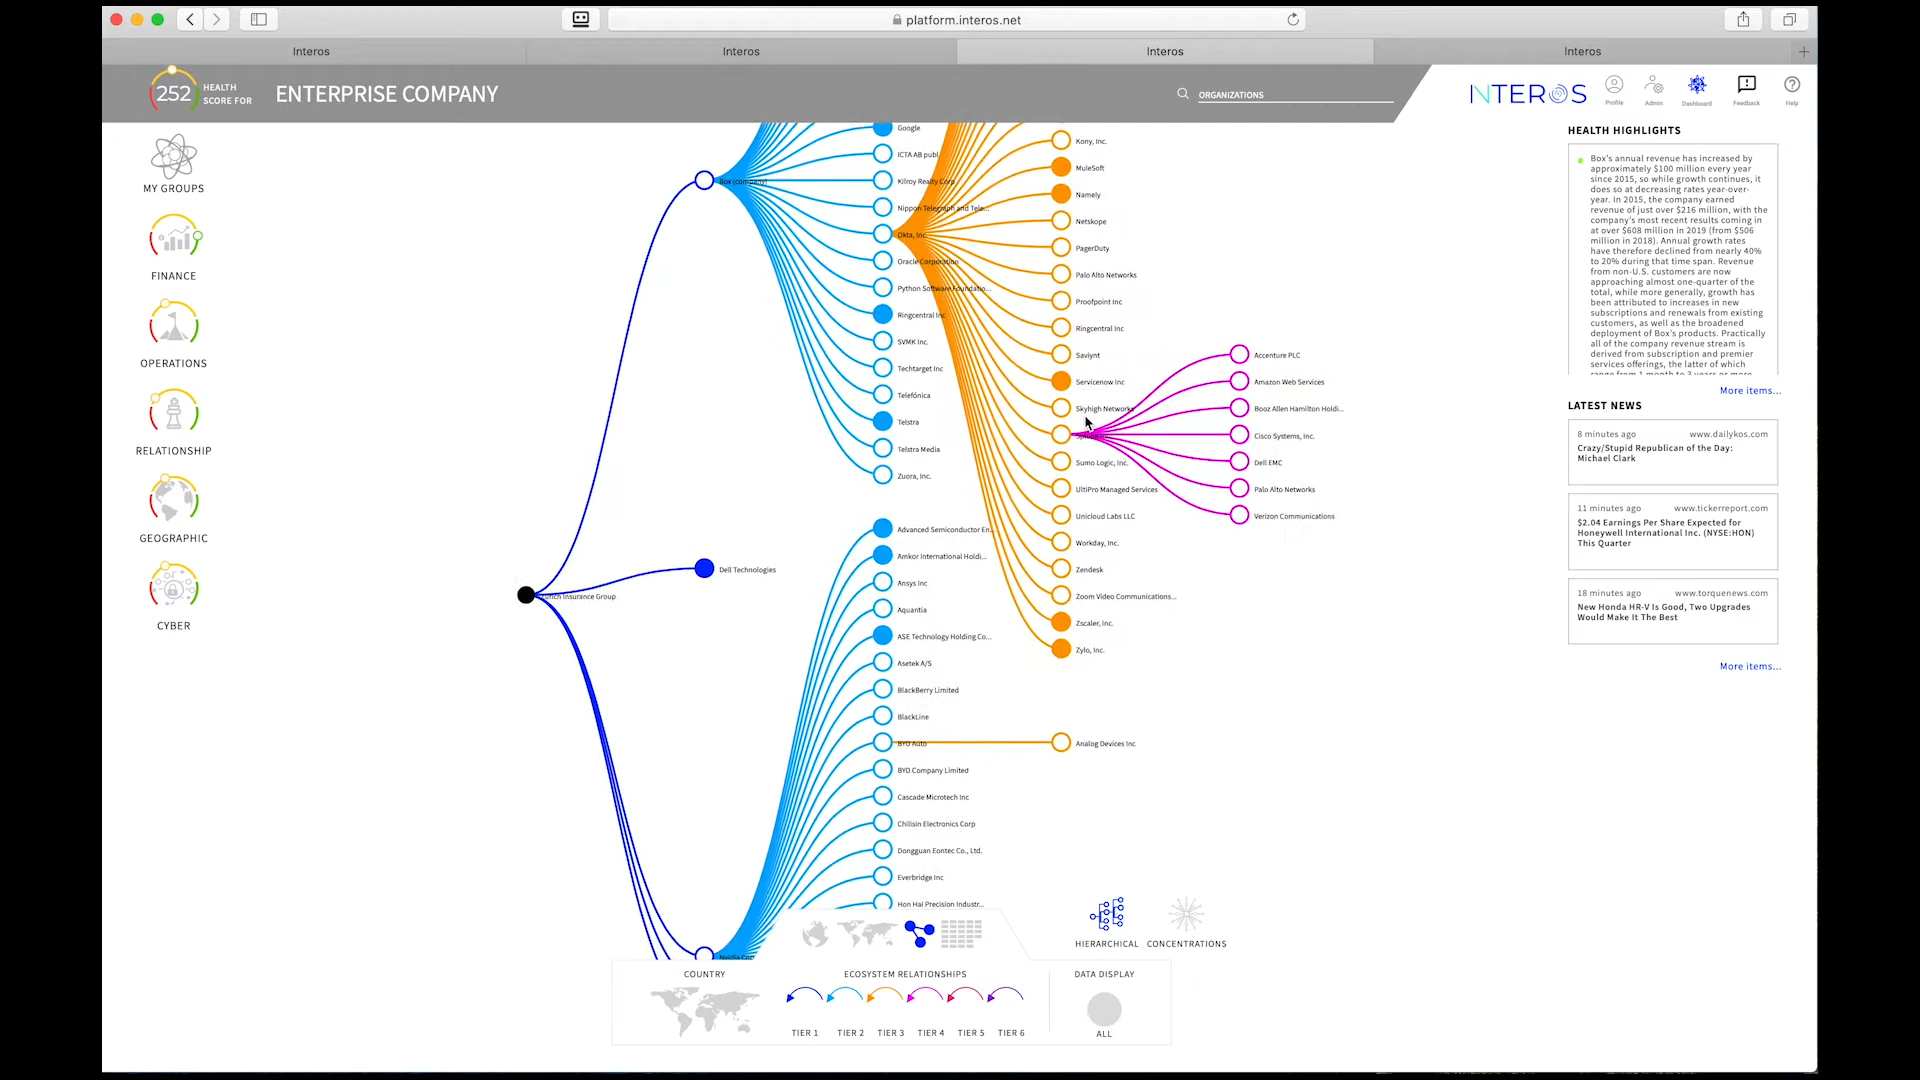 platform.interos.net
Interos
Interos
Interos
Interos
252
HEALTH
SCORE FOR
ENTERPRISE COMPANY
ORGANIZATIONS
INTEROS
Profile
Admin
Dashboard
Feedback
Help
MY GROUPS
FINANCE
OPERATIONS
RELATIONSHIP
GEOGRAPHIC
CYBER
Box (company)
Dell Technologies
Insurance Group
Google
ICTA AB publ
Kilroy Realty Corp
Nippon Telegraph and Tele...
Okta, Inc.
Oracle Corporation
Python Software Foundatio...
Ringcentral Inc
SVMK Inc.
Techtarget Inc
Telefónica
Telstra
Telstra Media
Zuora, Inc.
Advanced Semiconductor En...
Amkor International Holdi...
Ansys Inc
Aquantia
ASE Technology Holding Co...
Asetek A/S
BlackBerry Limited
BlackLine
BYD Auto
BYD Company Limited
Cascade Microtech Inc
Chilisin Electronics Corp
Dongguan Eontec Co., Ltd.
Everbridge Inc
Hon Hai Precision Industr...
Kony, Inc.
MuleSoft
Namely
Netskope
PagerDuty
Palo Alto Networks
Proofpoint Inc
Ringcentral Inc
Saviynt
Servicenow Inc
Skyhigh Networks
Sumo Logic, Inc.
UltiPro Managed Services
Unicloud Labs LLC
Workday, Inc.
Zendesk
Zoom Video Communications...
Zscaler, Inc.
Zylo, Inc.
Analog Devices Inc
Accenture PLC
Amazon Web Services
Booz Allen Hamilton Holdi...
Cisco Systems, Inc.
Dell EMC
Palo Alto Networks
Verizon Communications
HIERARCHICAL
CONCENTRATIONS
COUNTRY
ECOSYSTEM RELATIONSHIPS
TIER 1
TIER 2
TIER 3
TIER 4
TIER 5
TIER 6
DATA DISPLAY
ALL
HEALTH HIGHLIGHTS
Box's annual revenue has increased by
approximately $100 million every year
since 2015, so while growth continues, it
does so at decreasing rates year-over-
year. In 2015, the company earned
revenue of just over $216 million, with the
company's most recent results coming in
at over $608 million in 2019 (from $506
million in 2018). Annual growth rates
have therefore declined from nearly 40%
to 20% during that time span. Revenue
from non-U.S. customers are now
approaching almost one-quarter of the
total, while more generally, growth has
been attributed to increases in new
subscriptions and renewals from existing
customers, as well as the broadened
deployment of Box's products. Practically
all of the company revenue stream is
derived from subscription and premier
services offerings, the latter of which
range from 1 month to 3 years or more
More items...
LATEST NEWS
8 minutes ago www.dailykos.com
Crazy/Stupid Republican of the Day:
Michael Clark
11 minutes ago www.tickerreport.com
$2.04 Earnings Per Share Expected for
Honeywell International Inc. (NYSE:HON)
This Quarter
18 minutes ago www.torquenews.com
New Honda HR-V Is Good, Two Upgrades
Would Make It The Best
More items...